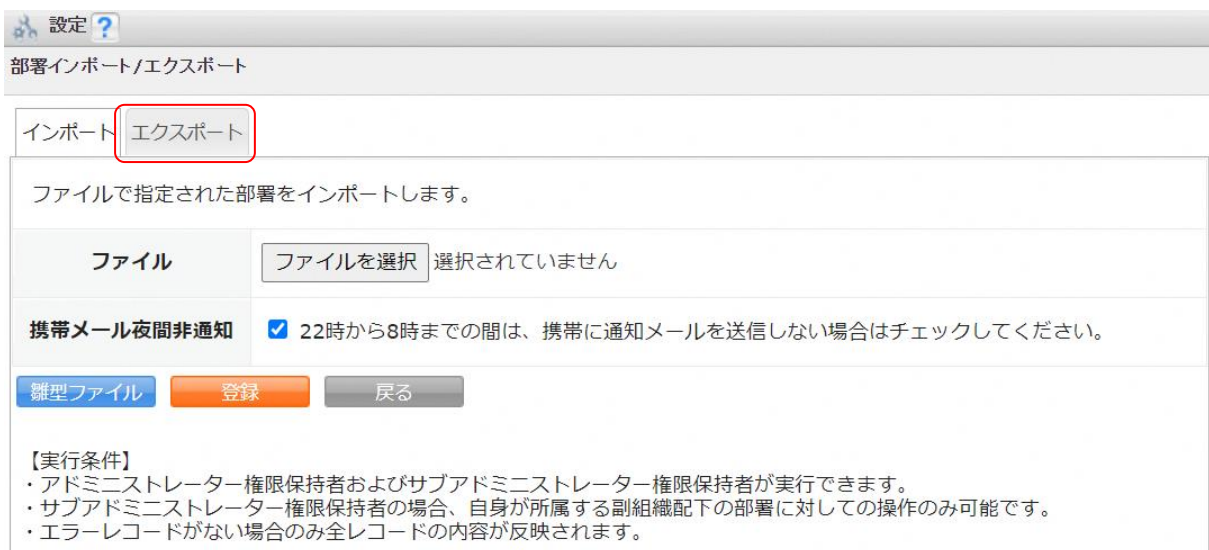 設定 ?
部署インポート/エクスポート
インポート エクスポート
ファイルで指定された部署をインポートします。
ファイル ファイルを選択 選択されていません
携帯メール夜間非通知 22時から8時までの間は、携帯に通知メールを送信しない場合はチェックしてください。
雛型ファイル 登録 戻る
【実行条件】
・アドミニストレーター権限保持者およびサブアドミニストレーター権限保持者が実行できます。
・サブアドミニストレーター権限保持者の場合、自身が所属する副組織配下の部署に対しての操作のみ可能です。
・エラーレコードがない場合のみ全レコードの内容が反映されます。